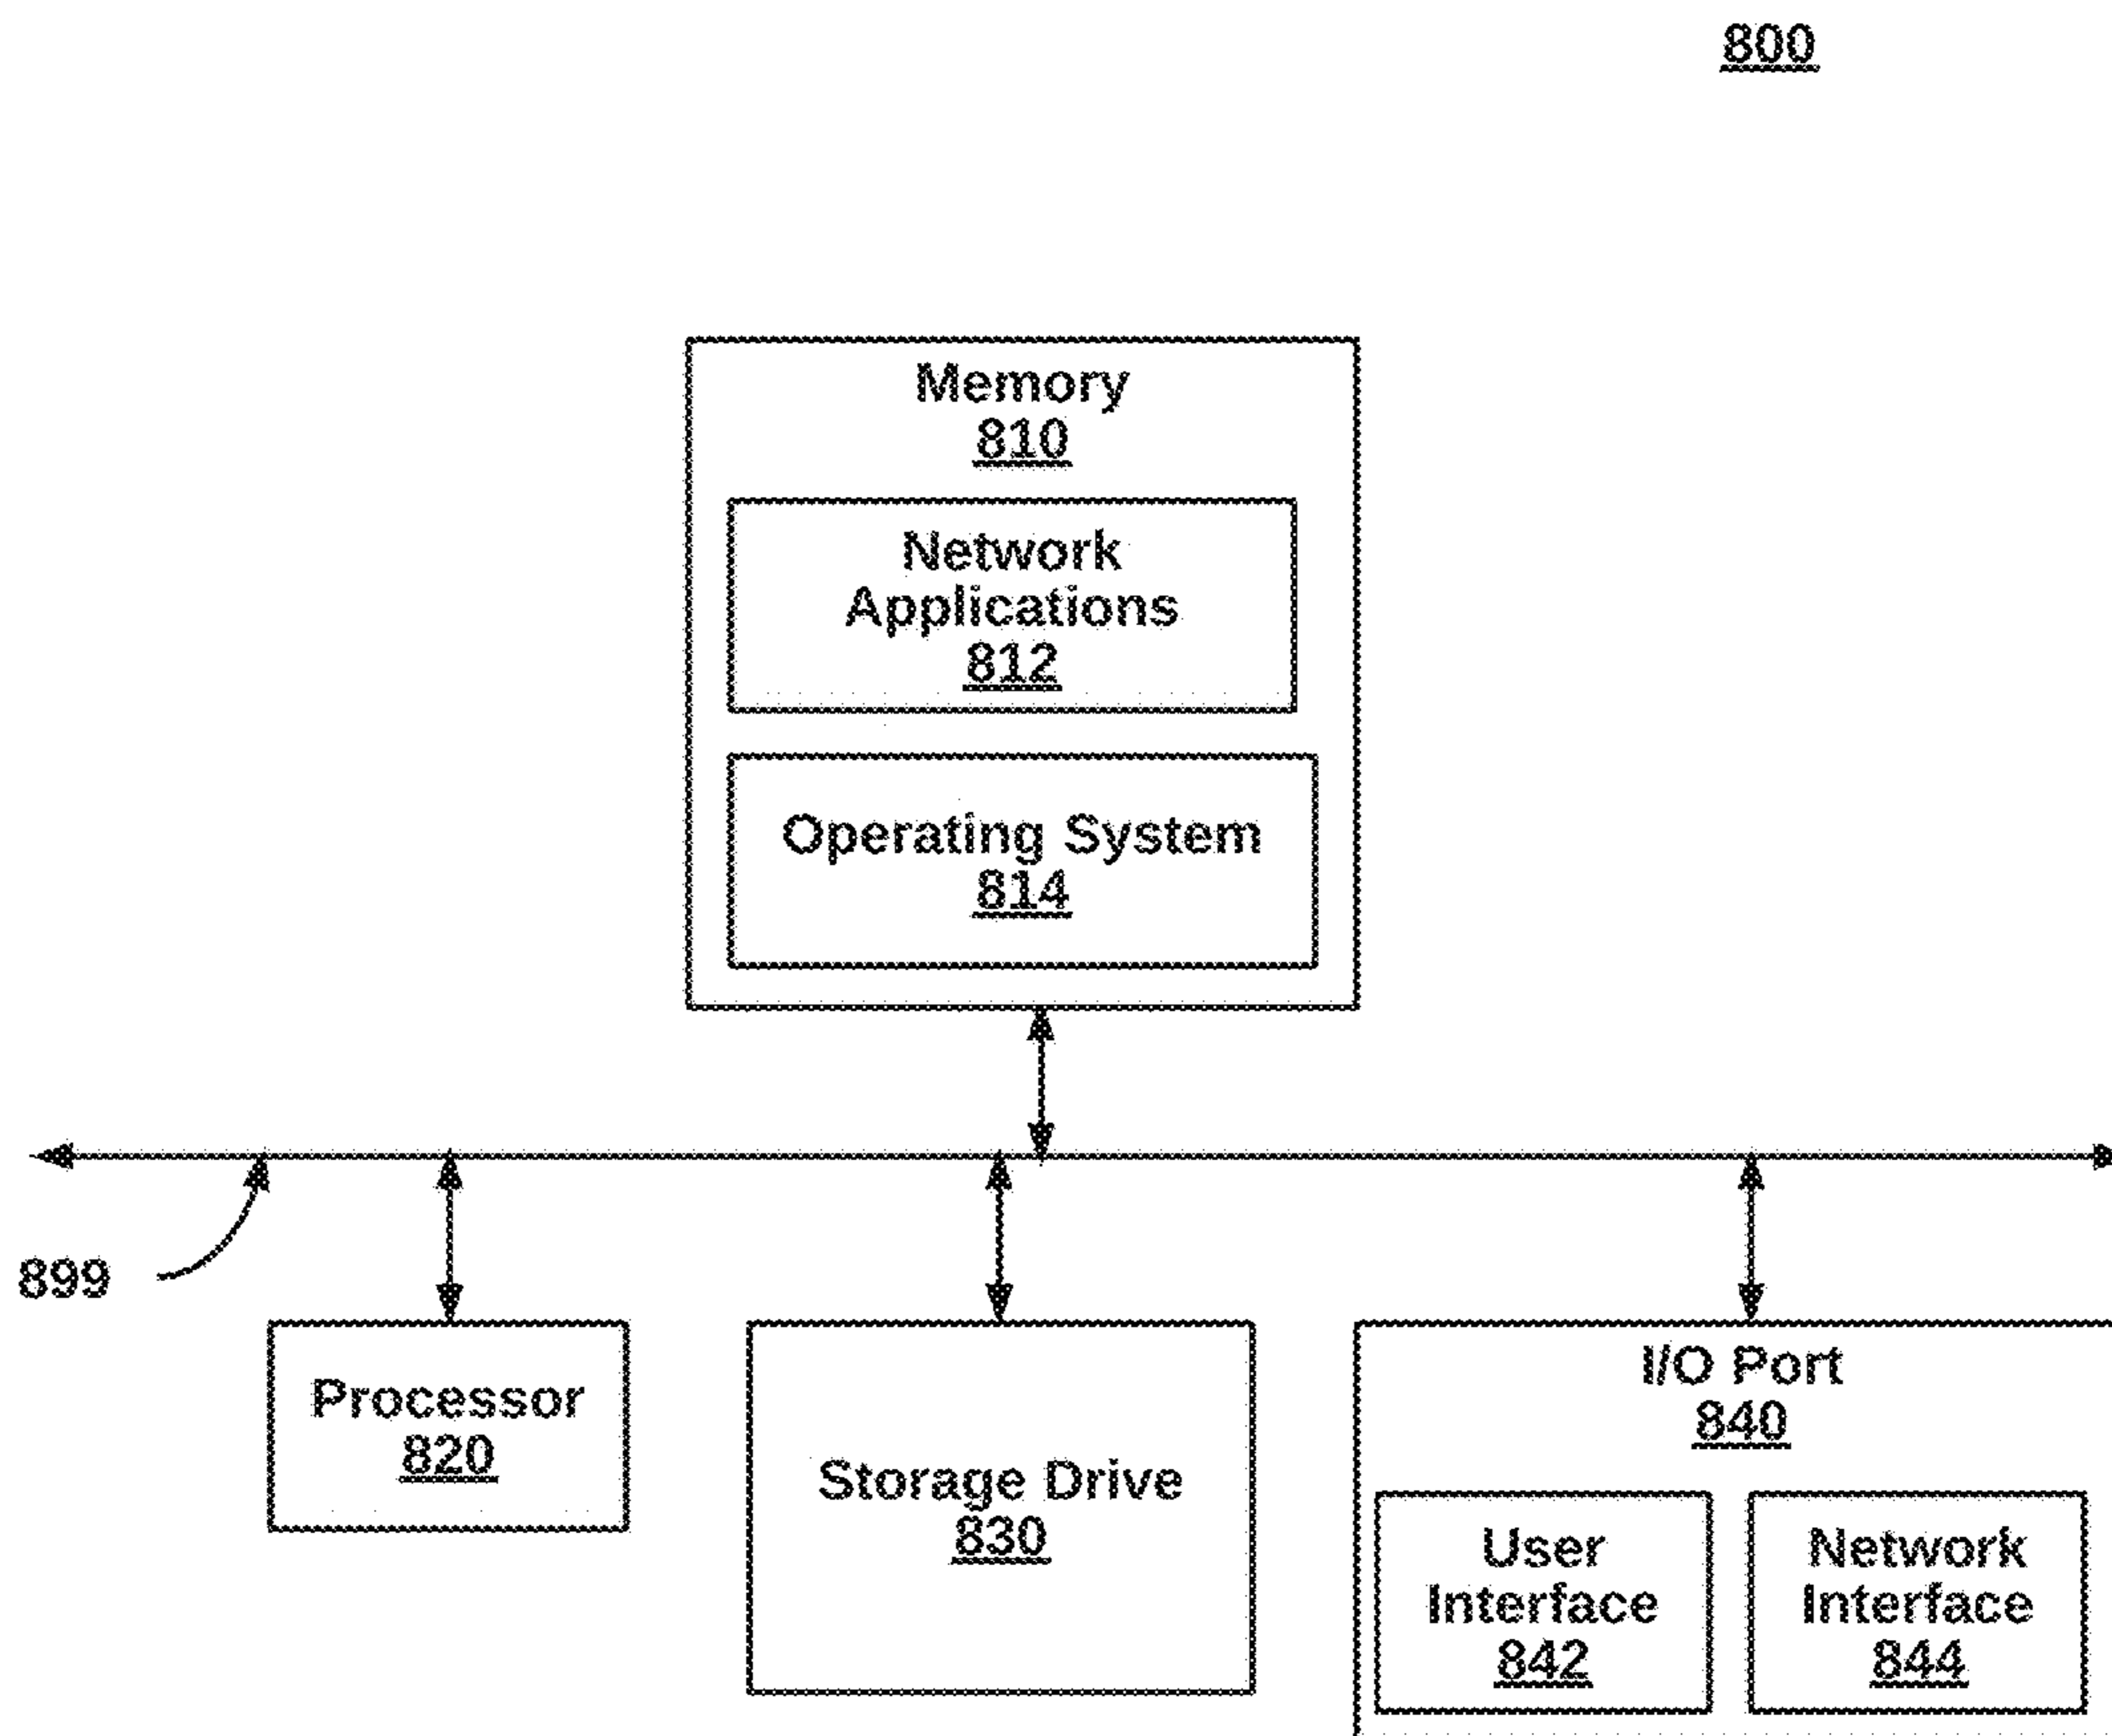 800
Memory
810
Network
Applications
812
Operating System
814
899
Processor
820
Storage Drive
830
I/O Port
840
User
Interface
842
Network
Interface
844